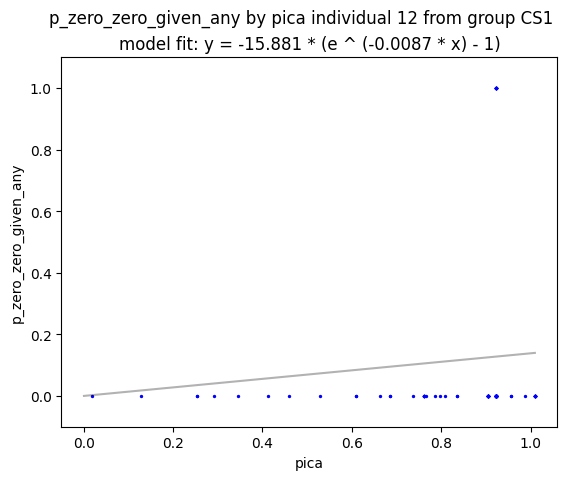 p_zero_zero_given_any by pica individual 12 from group CS1
model fit: y = -15.881 * (e ^ (-0.0087 * x) - 1)
1.0
0.8
0.6
0.4
0.2
0.0
p_zero_zero_given_any
0.0 0.2 0.4 0.6 0.8 1.0
pica